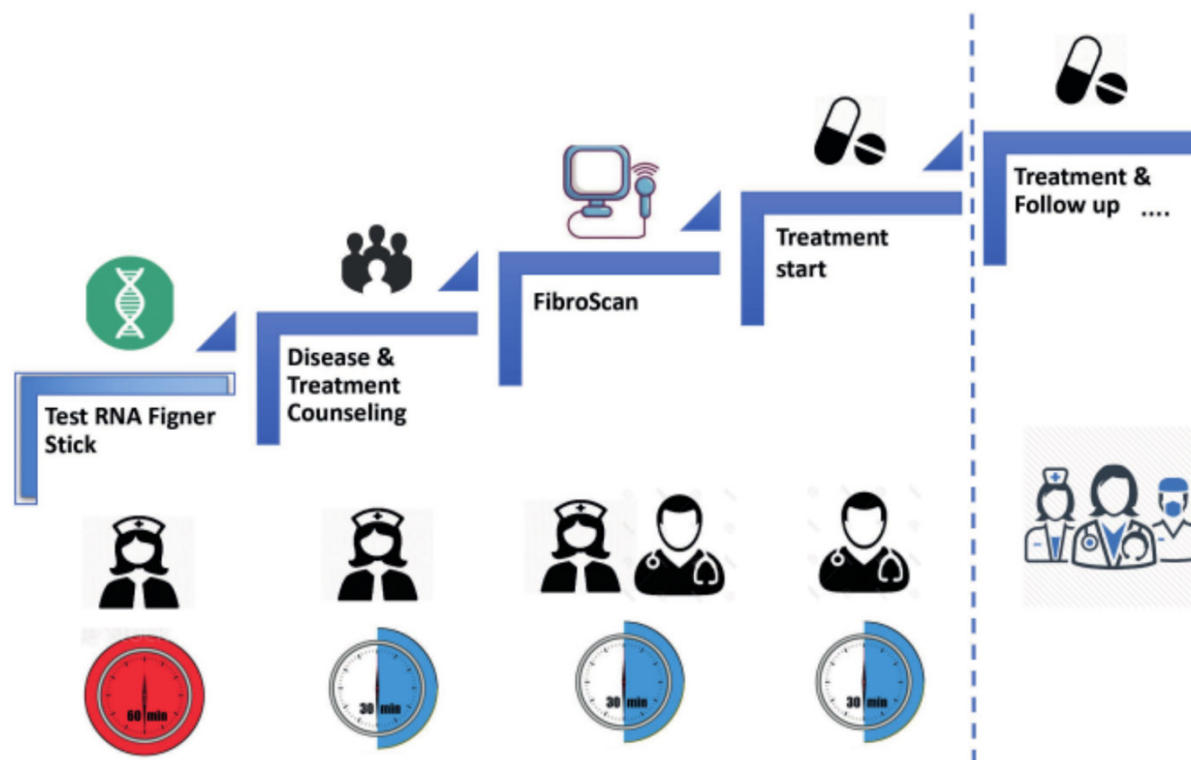 Test RNA Figner
Stick
Disease &
Treatment
Counseling
FibroScan
Treatment
start
Treatment &
Follow up ....
60 min
30 min
30 min
30 min